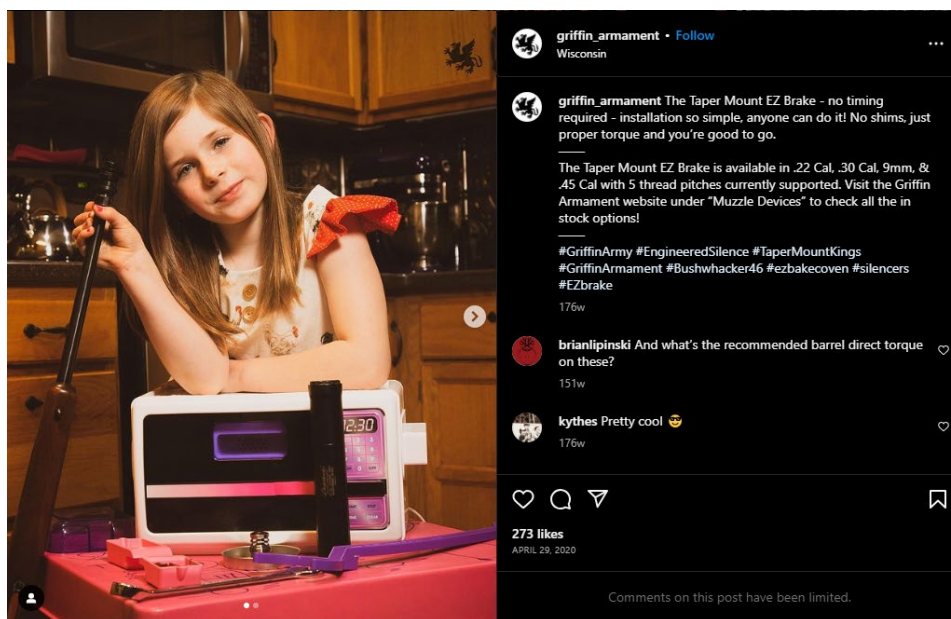 griffin_armament • Follow
Wisconsin
griffin_armament The Taper Mount EZ Brake - no timing
required - installation so simple, anyone can do it! No shims, just
proper torque and you're good to go.
The Taper Mount EZ Brake is available in .22 Cal, .30 Cal, 9mm, &
.45 Cal with 5 thread pitches currently supported. Visit the Griffin
Armament website under "Muzzle Devices" to check all the in
stock options!
#GriffinArmy #EngineeredSilence #TaperMountKings
#GriffinArmament #Bushwhacker46 #ezbakecoven #silencers
#EZbrake
176w
brianlipinski And what's the recommended barrel direct torque
on these?
151w
kythes Pretty cool 😎
176w
273 likes
APRIL 29, 2020
Comments on this post have been limited.
12:30